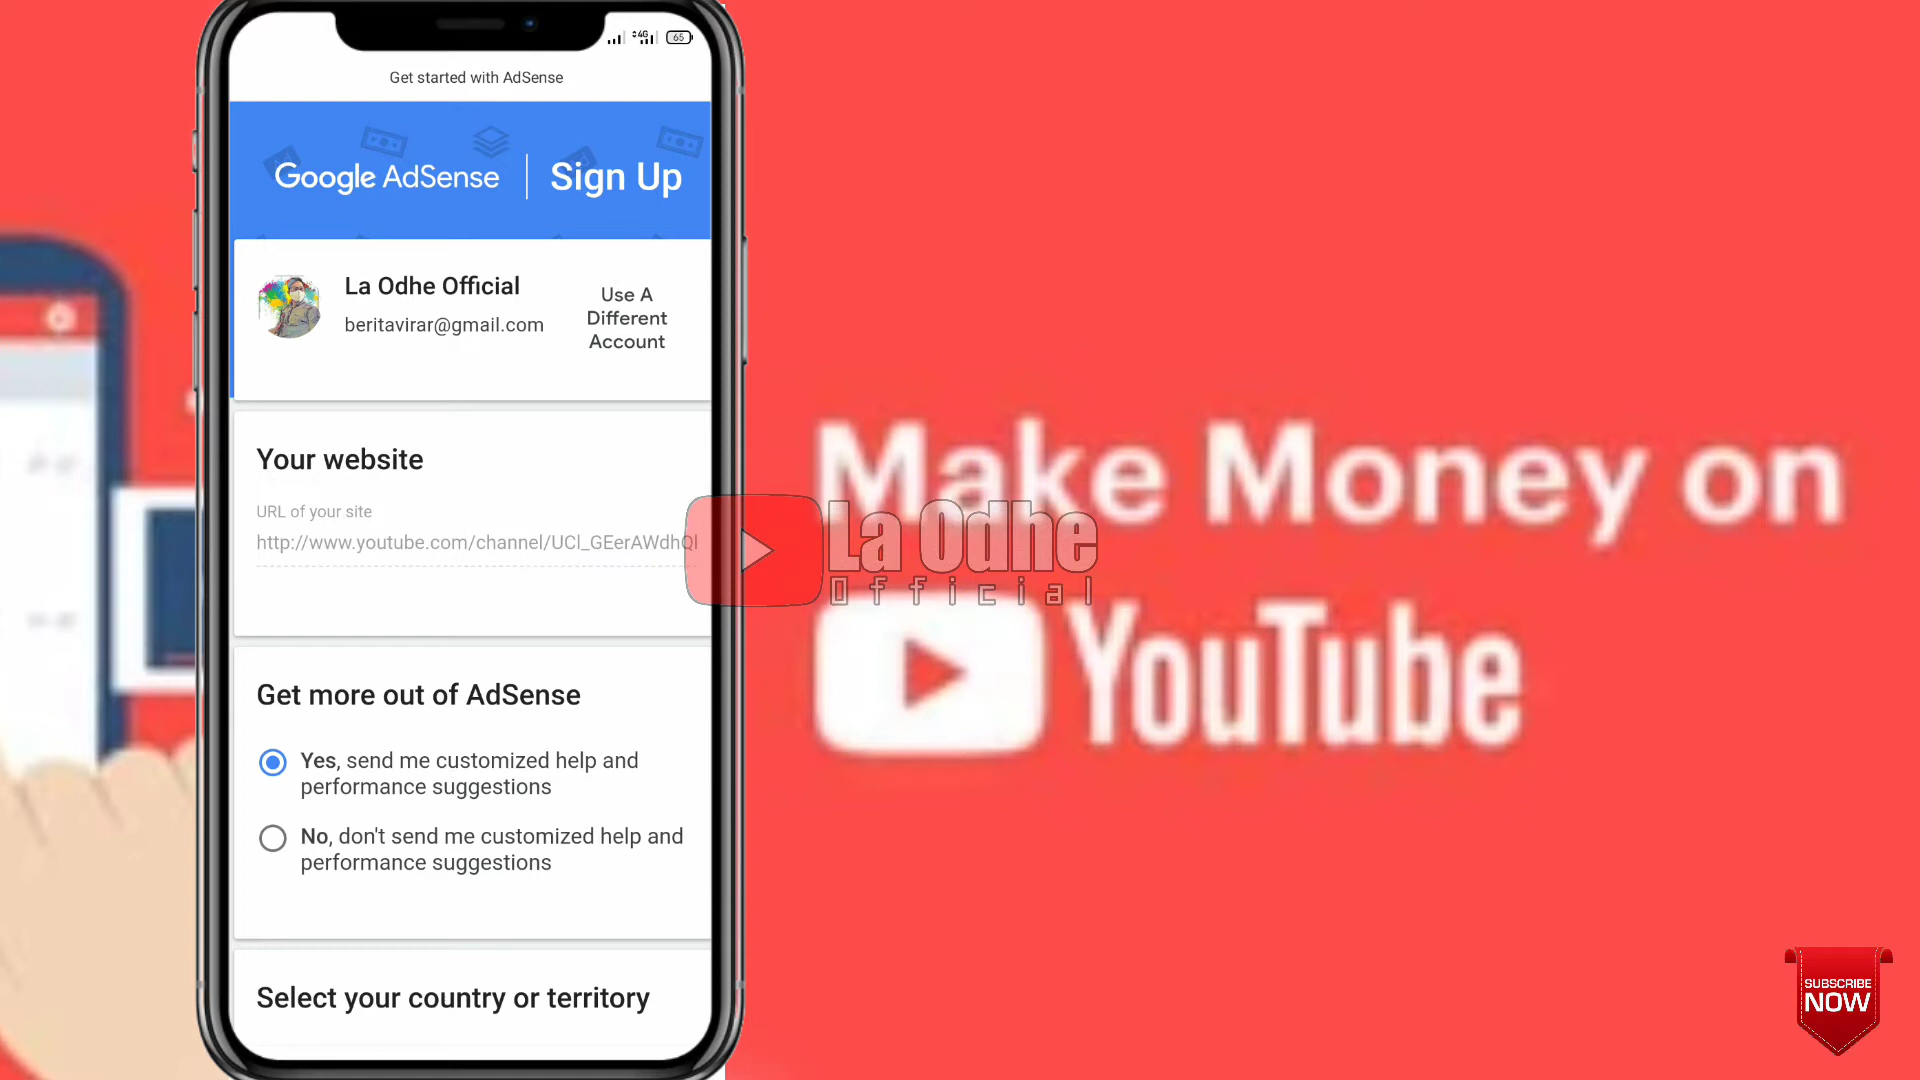 4G
65
Get started with AdSense
Google AdSense
Sign Up
La Odhe Official
beritavirar@gmail.com
Use A
Different
Account
Your website
URL of your site
http://www.youtube.com/channel/UCl_GEerAWdhQl
Get more out of AdSense
Yes, send me customized help and
performance suggestions
No, don't send me customized help and
performance suggestions
Select your country or territory
Make Money on
YouTube
La Odhe
Official
SUBSCRIBE
NOW